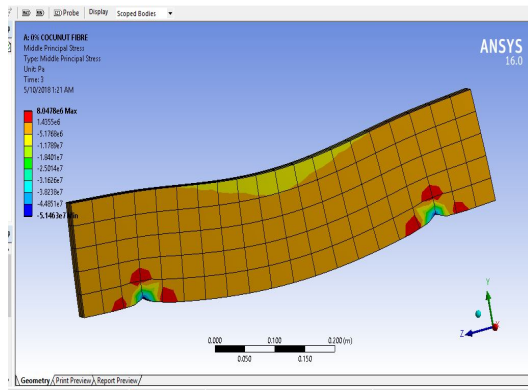 Probe Display Scoped Bodies
A: 0% COCUNUT FIBRE
Middle Principal Stress
Type: Middle Principal Stress
Unit: Pa
Time: 3
5/10/2018 1:21 AM
8.0478e6 Max
1.4355e6
-5.1768e6
-1.1789e7
-1.8401e7
-2.5014e7
-3.1626e7
-3.8238e7
-4.4851e7
-5.1463e7 Min
ANSYS
16.0
Y
Z
0.000 0.100 0.200 (m)
0.050 0.150
Geometry Print Preview Report Preview